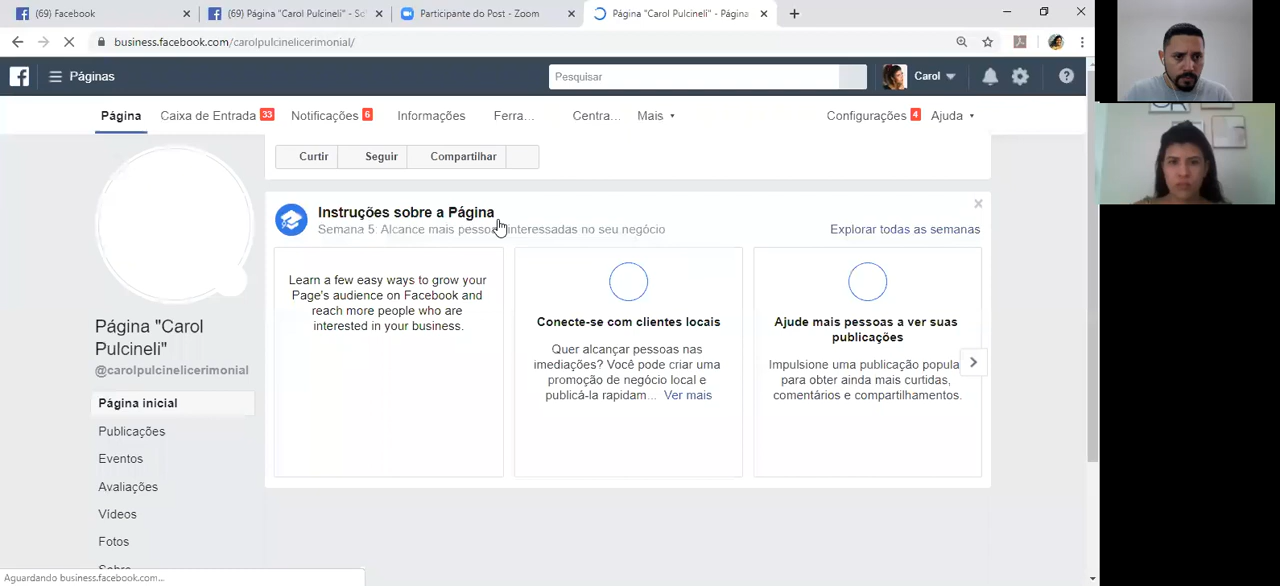 (69) Facebook
(69) Página "Carol Pulcineli" - So
Participante do Post - Zoom
Página "Carol Pulcineli" - Página
business.facebook.com/carolpulcinelicerimonial/
Páginas
Pesquisar
Carol
Página
Caixa de Entrada 33
Notificações 6
Informações
Ferra...
Centra...
Mais
Configurações 4
Ajuda
Curtir
Seguir
Compartilhar
Instruções sobre a Página
Semana 5. Alcance mais pessoas interessadas no seu negócio
Explorar todas as semanas
Learn a few easy ways to grow your
Page's audience on Facebook and
reach more people who are
interested in your business.
Conecte-se com clientes locais
Quer alcançar pessoas nas
imediações? Você pode criar uma
promoção de negócio local e
publicá-la rapidam... Ver mais
Ajude mais pessoas a ver suas
publicações
Impulsione uma publicação popula
para obter ainda mais curtidas,
comentários e compartilhamentos.
Página "Carol
Pulcineli"
@carolpulcinelicerimonial
Página inicial
Publicações
Eventos
Avaliações
Vídeos
Fotos
Sobre
Aguardando business.facebook.com...